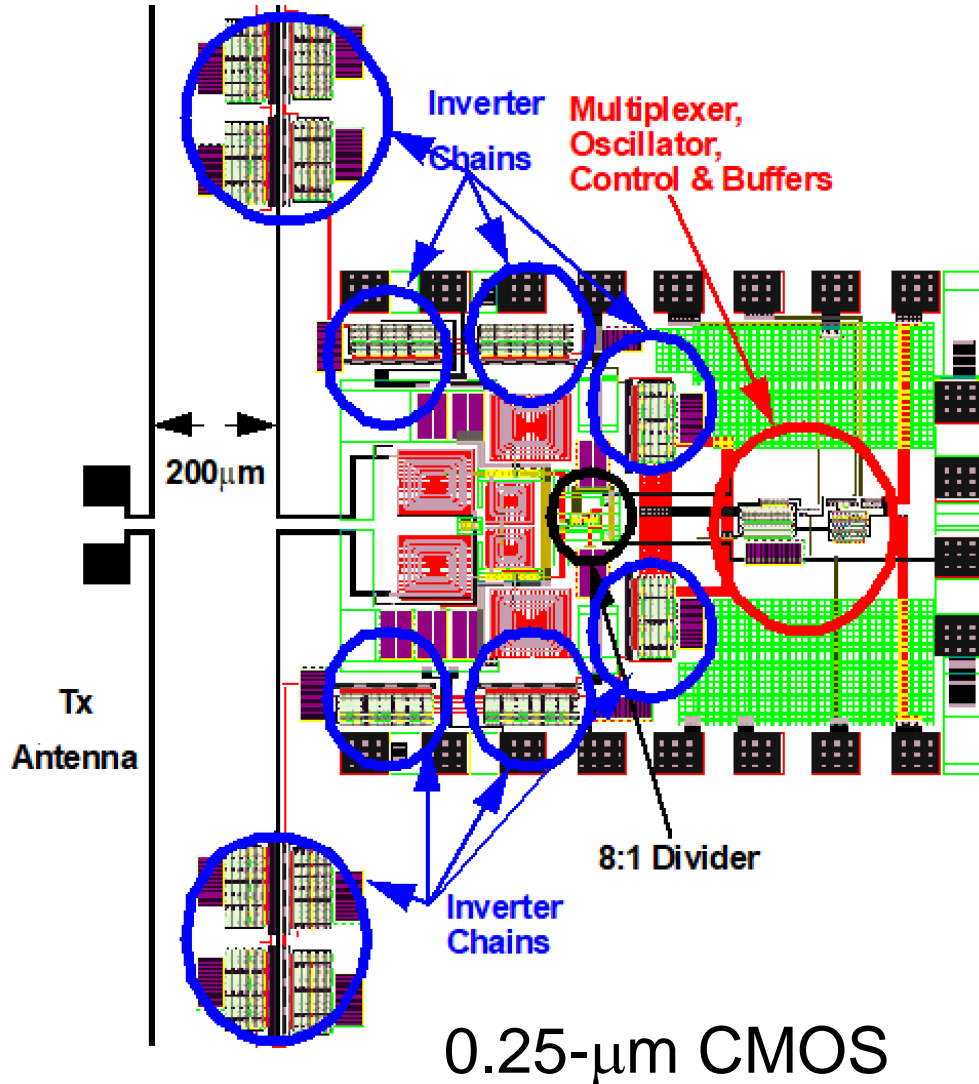 Inverter
Chains
Multiplexer,
Oscillator,
Control & Buffers
200μm
Tx
Antenna
8:1 Divider
Inverter
Chains
0.25-μm CMOS